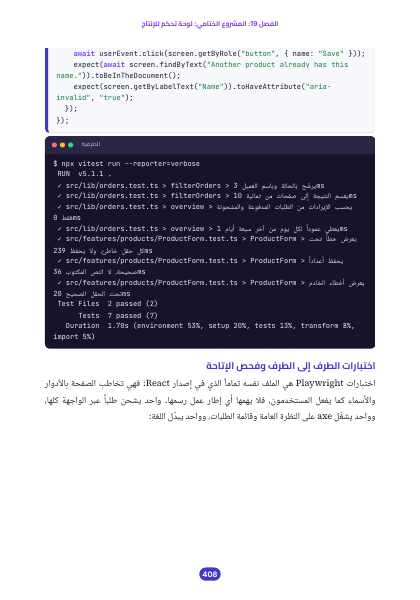 الفصل 19: المشروع الختامي: لوحة تحكم للإنتاج
await userEvent.click(screen.getByRole("button", { name: "Save" }));
expect(await screen.findByText("Another product already has this
name.")).toBeInTheDocument();
expect(screen.getByLabelText("Name")).toHaveAttribute("aria-
invalid", "true");
});
});
الطرفية
$ npx vitest run --reporter=verbose
RUN v5.1.1 .
✓ src/lib/orders.test.ts > filterOrders > يرشّح بالحالة وباسم العميل 3ms
✓ src/lib/orders.test.ts > filterOrders > يقسم النتيجة إلى صفحات من ثمانية 10ms
✓ src/lib/orders.test.ts > overview > يحسب الإيرادات من الطلبات المدفوعة والمشحونة
فقط 0ms
✓ src/lib/orders.test.ts > overview > يعطي عموداً لكل يوم من آخر سبعة أيام 1ms
✓ src/features/products/ProductForm.test.ts > ProductForm > يعرض خطأ تحت
كل حقل خاطئ، ولا يحفظ 239ms
✓ src/features/products/ProductForm.test.ts > ProductForm > يحفظ أعداداً
صحيحة، لا النص المكتوب 36ms
✓ src/features/products/ProductForm.test.ts > ProductForm > يعرض أخطاء الخادم
تحت الحقل الصحيح 20ms
Test Files 2 passed (2)
Tests 7 passed (7)
Duration 1.70s (environment 53%, setup 20%, tests 13%, transform 8%,
import 5%)
اختبارات الطرف إلى الطرف وفحص الإتاحة
اختبارات Playwright هي الملف نفسه تماماً الذي في إصدار React: فهي تخاطب الصفحة بالأدوار
والأسماء كما يفعل المستخدمون، فلا يهمها أي إطار عمل رسمها. واحد يشحن طلباً عبر الواجهة كلها،
وواحد يشغّل axe على النظرة العامة وقائمة الطلبات، وواحد يبدّل اللغة:
408